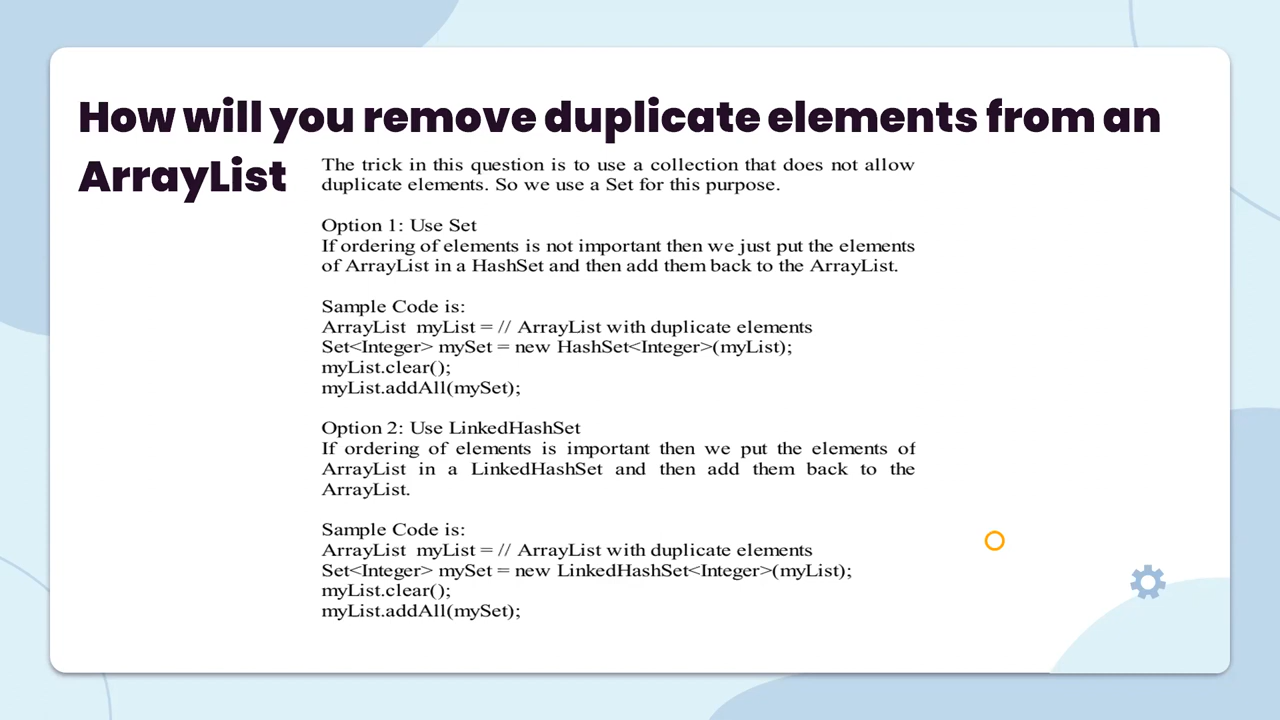 How will you remove duplicate elements from an
ArrayList
The trick in this question is to use a collection that does not allow
duplicate elements. So we use a Set for this purpose.
Option 1: Use Set
If ordering of elements is not important then we just put the elements
of ArrayList in a HashSet and then add them back to the ArrayList.
Sample Code is:
ArrayList myList = // ArrayList with duplicate elements
Set<Integer> mySet = new HashSet<Integer>(myList);
myList.clear();
myList.addAll(mySet);
Option 2: Use LinkedHashSet
If ordering of elements is important then we put the elements of
ArrayList in a LinkedHashSet and then add them back to the
ArrayList.
Sample Code is:
ArrayList myList = // ArrayList with duplicate elements
Set<Integer> mySet = new LinkedHashSet<Integer>(myList);
myList.clear();
myList.addAll(mySet);